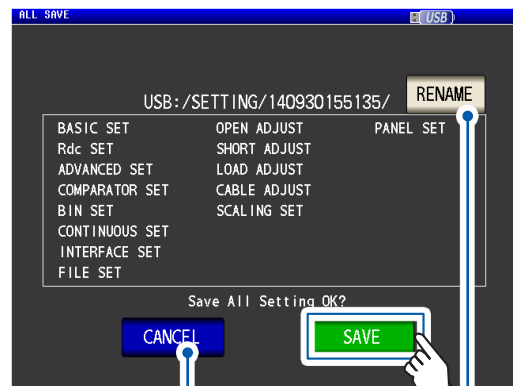 ALL SAVE
USB
USB:/SETTING/140930155135/
RENAME
BASIC SET OPEN ADJUST PANEL SET
Rdc SET SHORT ADJUST
ADVANCED SET LOAD ADJUST
COMPARATOR SET CABLE ADJUST
BIN SET SCALING SET
CONTINUOUS SET
INTERFACE SET
FILE SET
Save All Setting OK?
CANCEL SAVE